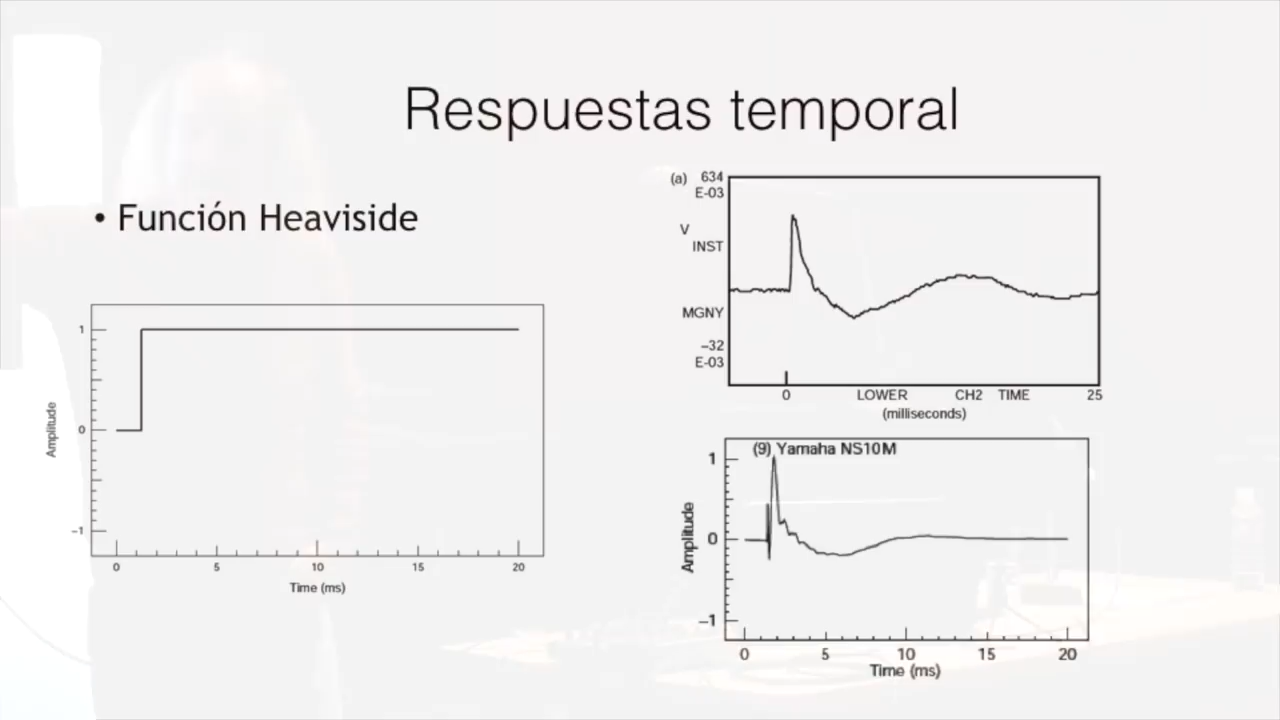 Respuestas temporal
• Función Heaviside
1
0
-1
Amplitude
0 5 10 15 20
Time (ms)
(a) 634
E-03
V
INST
MGNY
-32
E-03
0 LOWER CH2 TIME 25
(milliseconds)
(9) Yamaha NS10M
1
0
-1
Amplitude
0 5 10 15 20
Time (ms)